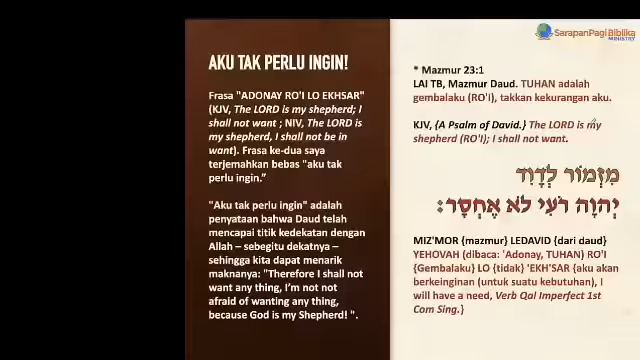 SarapanPagi Biblika
MINISTRY
AKU TAK PERLU INGIN!
Frasa "ADONAY RO'I LO EKHSAR"
(KJV, The LORD is my shepherd; I
shall not want ; NIV, The LORD is
my shepherd, I shall not be in
want). Frasa ke-dua saya
terjemahkan bebas "aku tak
perlu ingin."
"Aku tak perlu ingin" adalah
penyataan bahwa Daud telah
mencapai titik kedekatan dengan
Allah – sebegitu dekatnya –
sehingga kita dapat menarik
maknanya: "Therefore I shall not
want any thing, I'm not not
afraid of wanting any thing,
because God is my Shepherd! ".
* Mazmur 23:1
LAI TB, Mazmur Daud. TUHAN adalah
gembalaku (RO'I), takkan kekurangan aku.
KJV, {A Psalm of David.} The LORD is my
shepherd (RO'I); I shall not want.
מִזְמוֹר לְדָוִד
יְהוָה רֹעִי לֹא אֶחְסָר׃
MIZ'MOR {mazmur} LEDAVID {dari daud}
YEHOVAH (dibaca: 'Adonay, TUHAN) RO'I
{Gembalaku} LO {tidak} 'EKH'SAR {aku akan
berkeinginan (untuk suatu kebutuhan), I
will have a need, Verb Qal Imperfect 1st
Com Sing.}